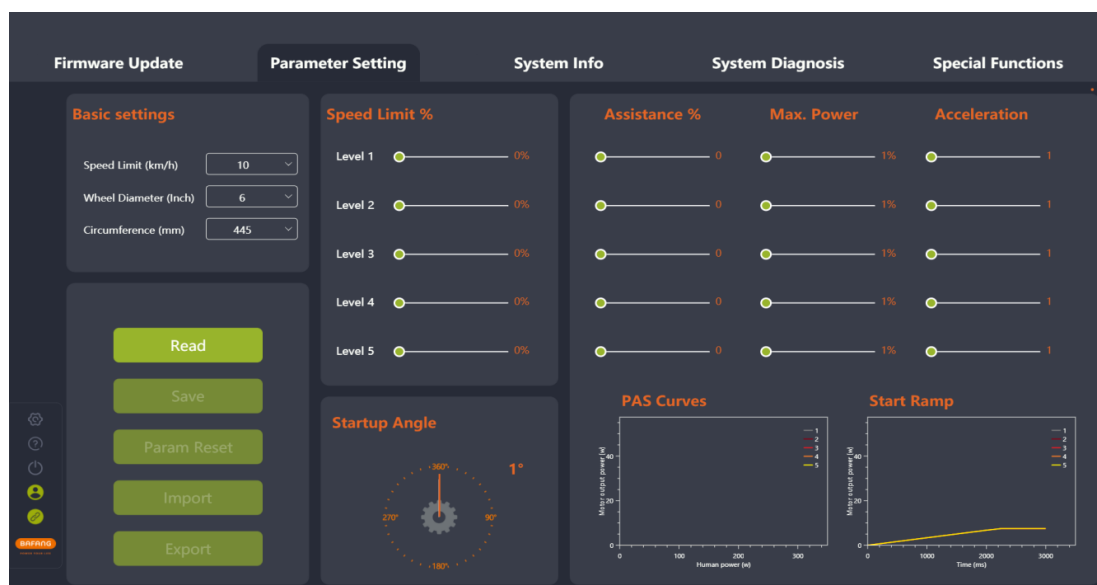 Firmware Update
Parameter Setting
System Info
System Diagnosis
Special Functions
Basic settings
Speed Limit (km/h)
10
Wheel Diameter (Inch)
6
Circumference (mm)
445
Read
Save
Param Reset
Import
Export
BAFANG
Speed Limit %
Level 1
0%
Level 2
0%
Level 3
0%
Level 4
0%
Level 5
0%
Startup Angle
1°
360°
270°
90°
180°
Assistance %
Max. Power
Acceleration
0
1%
1
0
1%
1
0
1%
1
0
1%
1
0
1%
1
PAS Curves
1
2
3
4
5
Motor output power (w)
40
20
0
0
100
200
300
Human power (w)
Start Ramp
1
2
3
4
5
Motor output power (w)
40
20
0
0
1000
2000
3000
Time (ms)